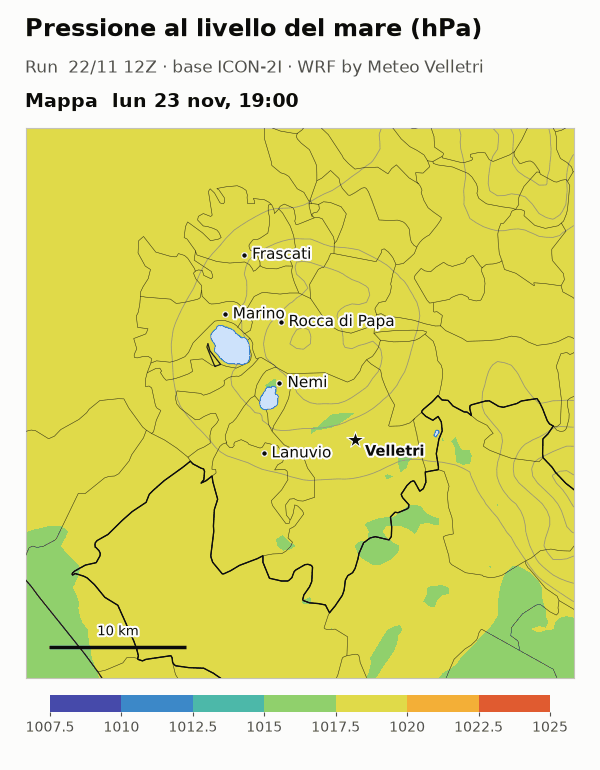 Pressione al livello del mare (hPa)
Run  22/11 12Z · base ICON-2I · WRF by Meteo Velletri
Mappa  lun 23 nov, 19:00
Frascati
Marino
Rocca di Papa
Nemi
Velletri
Lanuvio
10 km
1007.5 1010 1012.5 1015 1017.5 1020 1022.5 1025